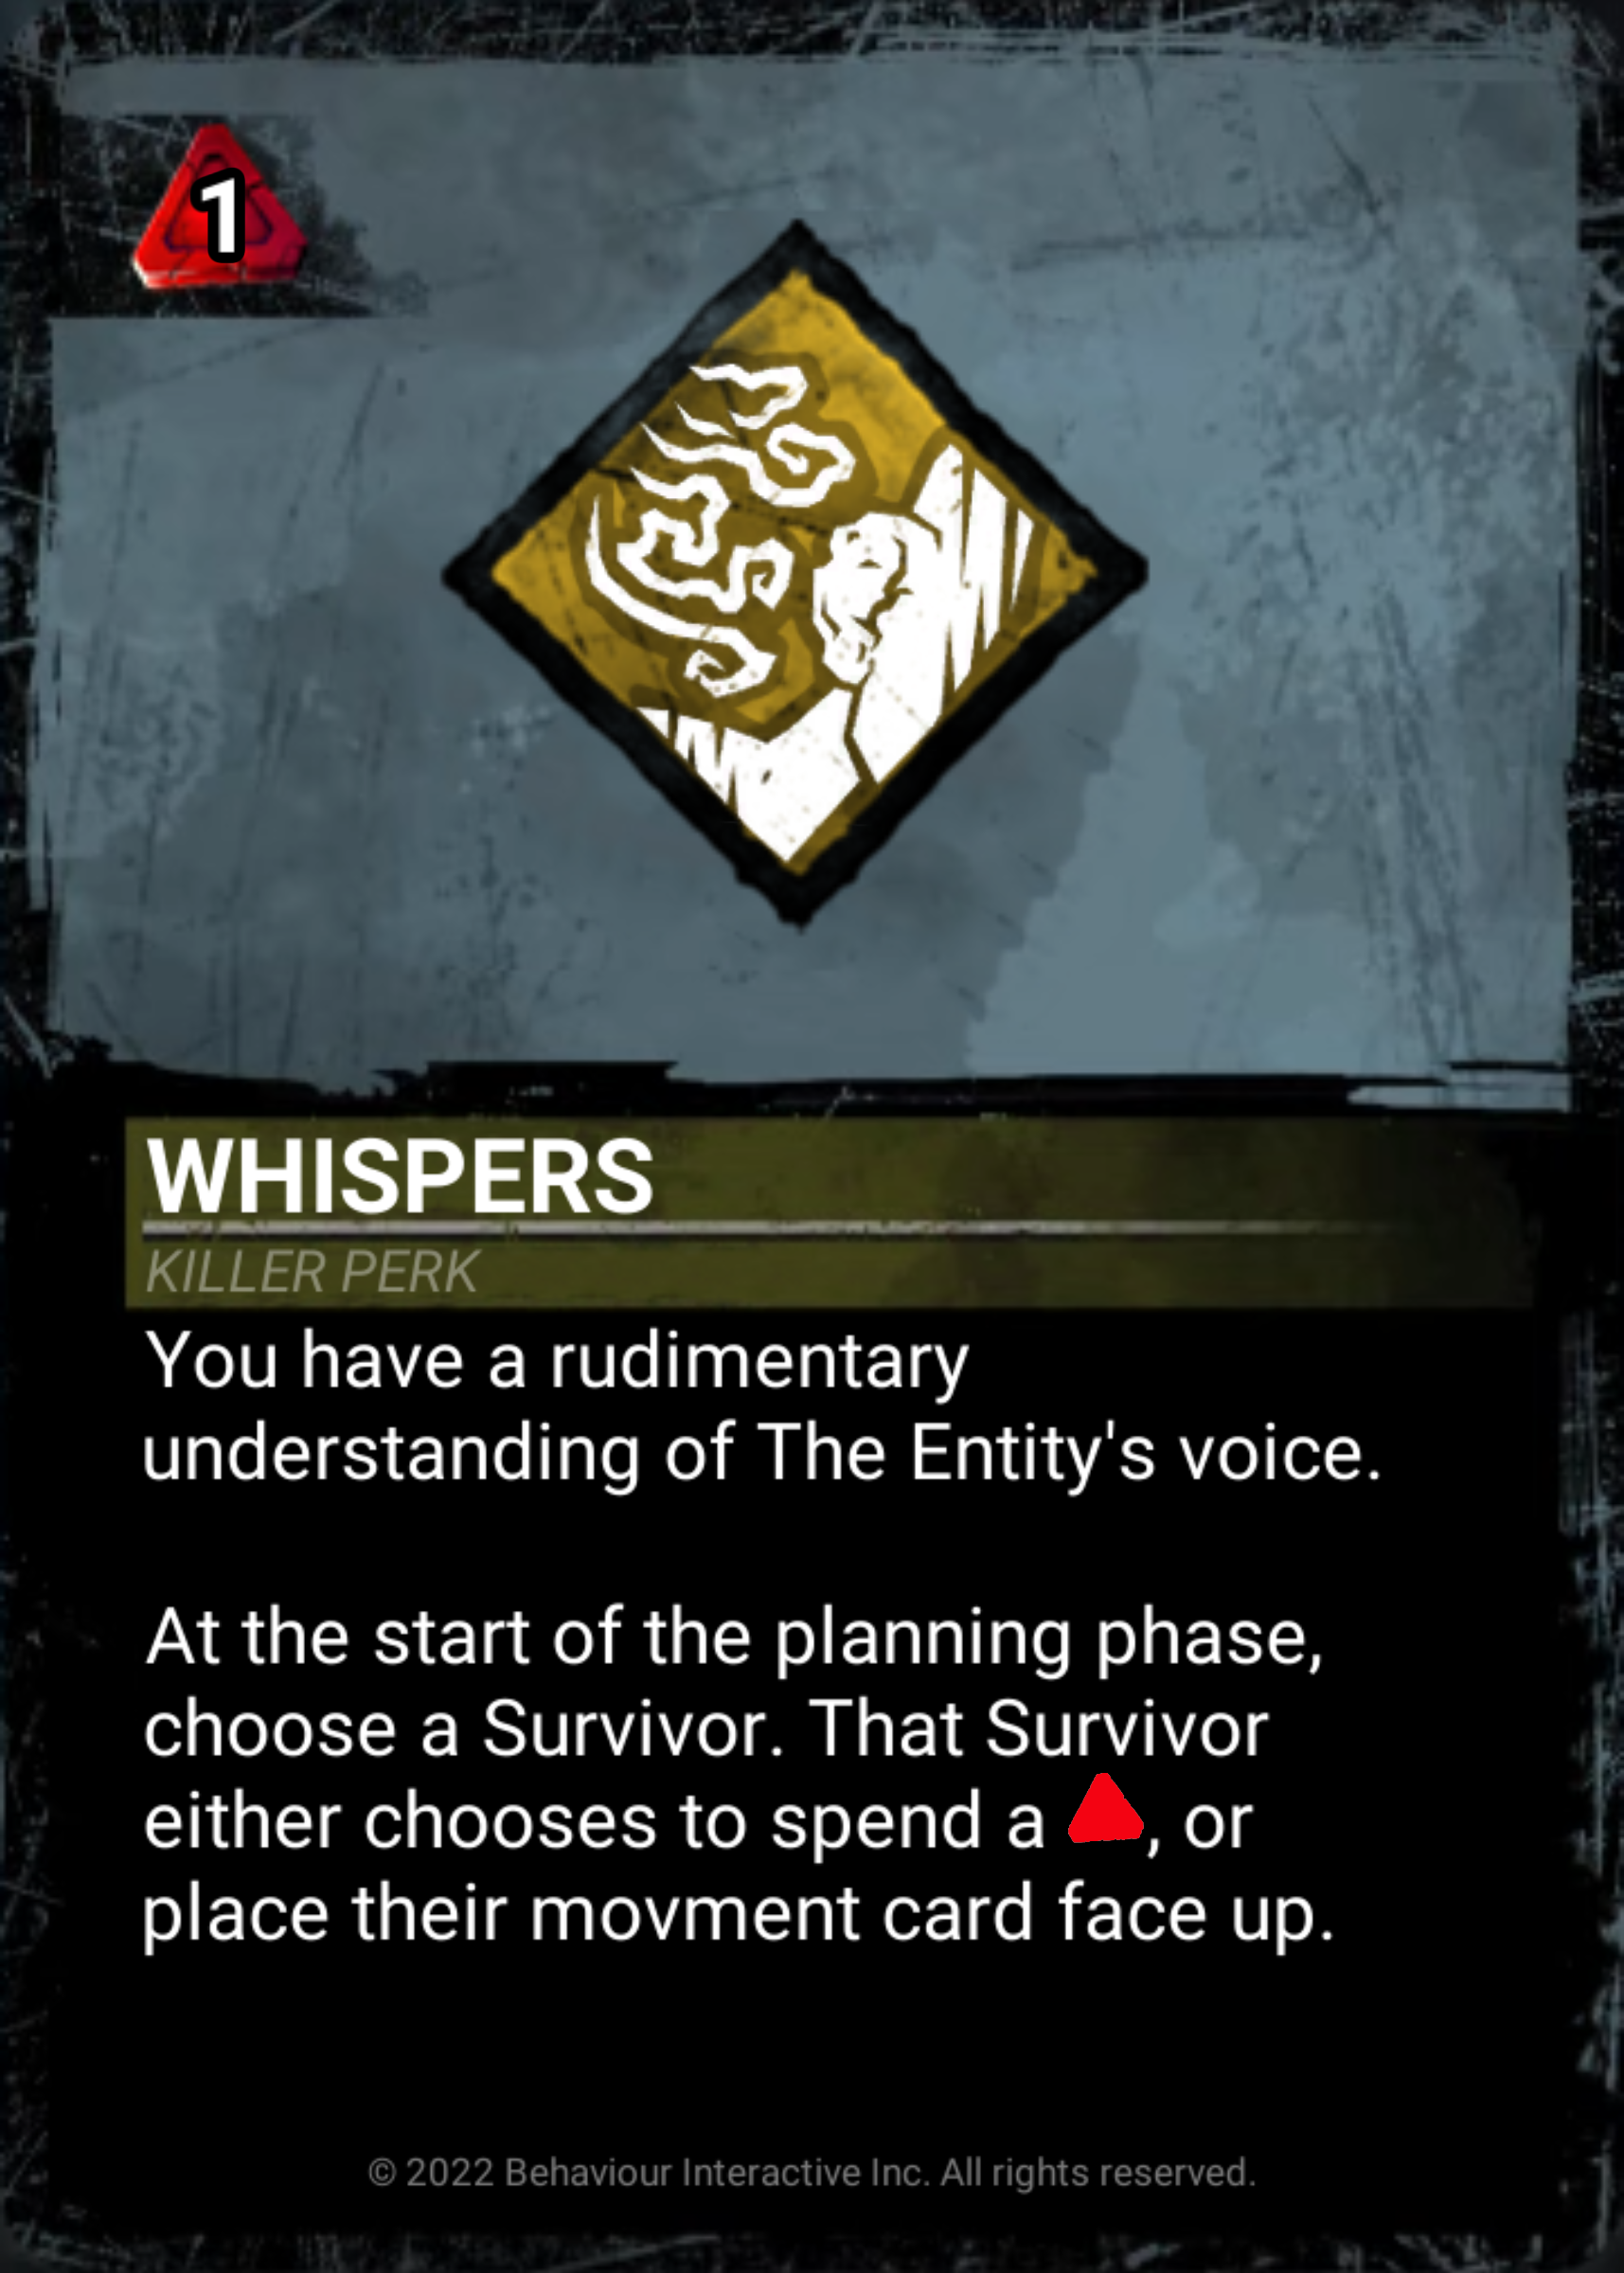 1
WHISPERS
KILLER PERK
You have a rudimentary
understanding of The Entity's voice.
At the start of the planning phase,
choose a Survivor. That Survivor
either chooses to spend a , or
place their movment card face up.
© 2022 Behaviour Interactive Inc. All rights reserved.